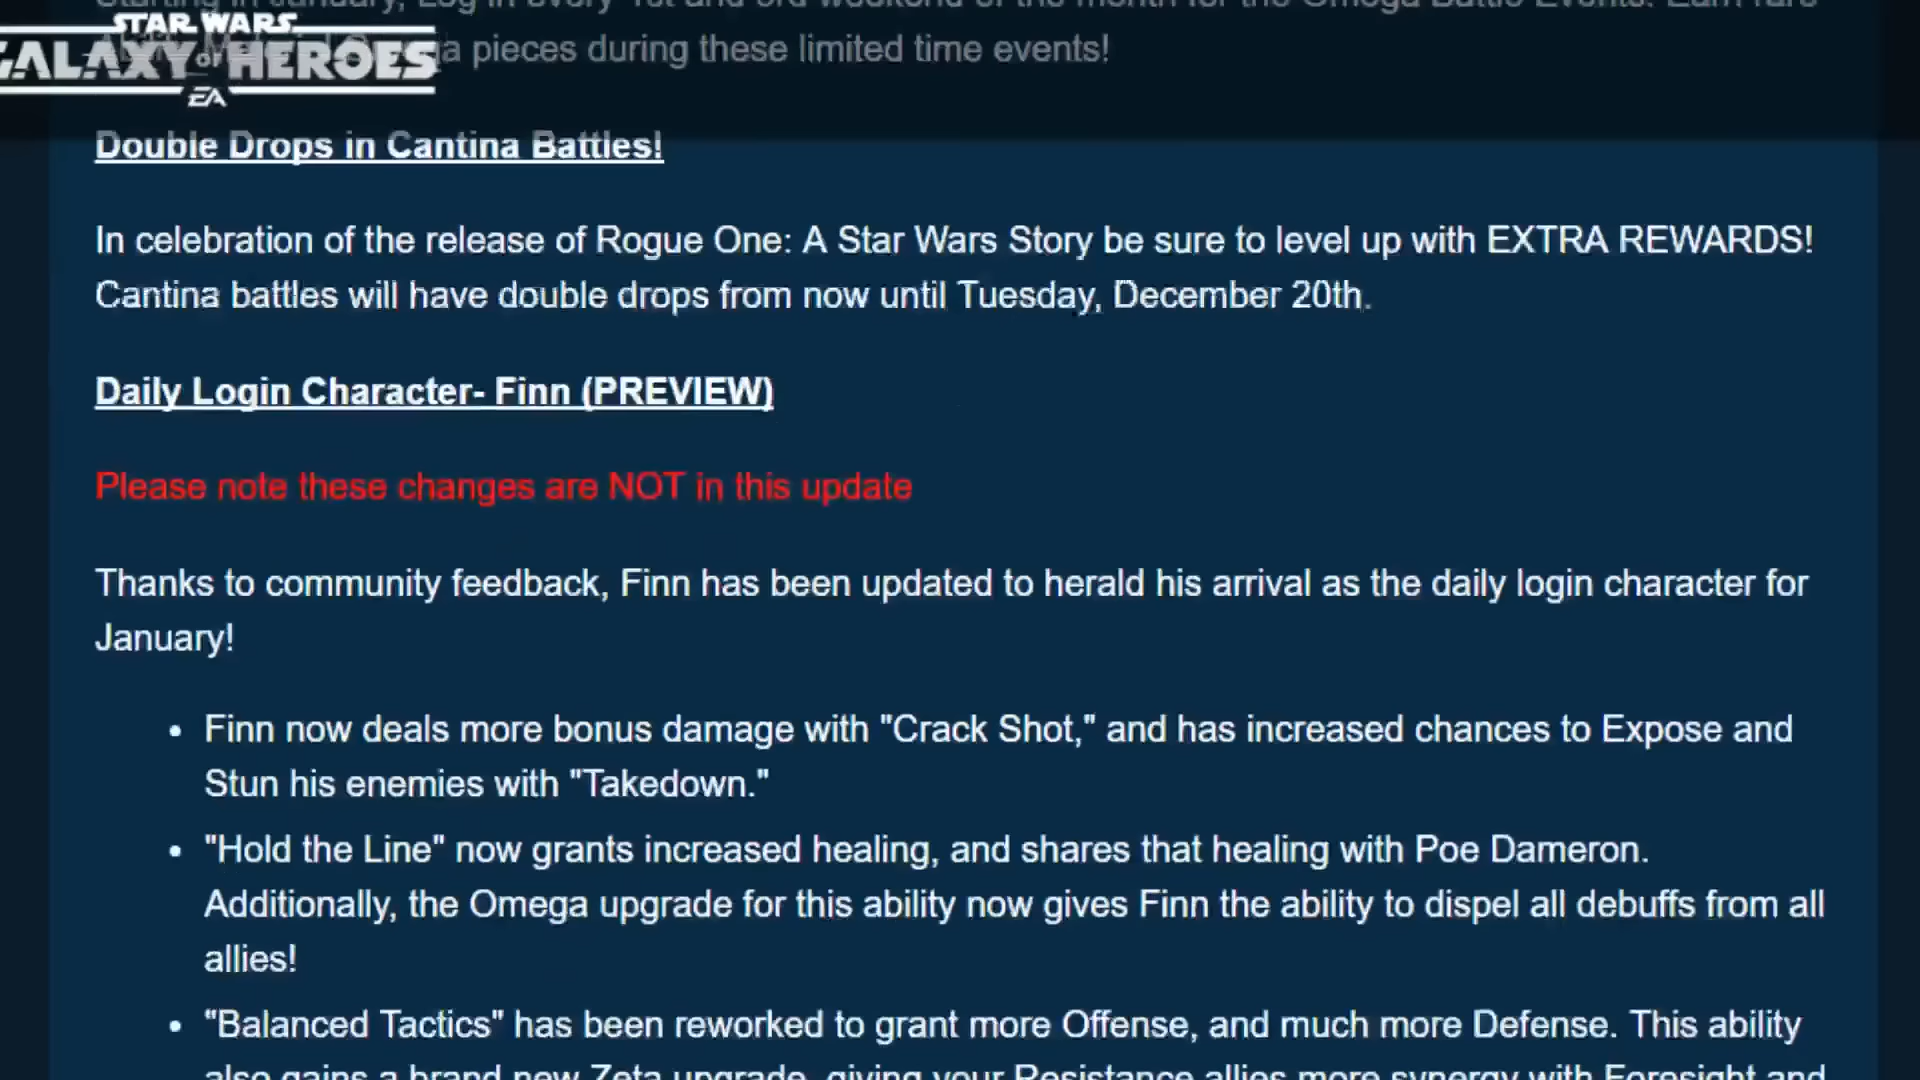 Starting in January, Log in every 1st and 3rd weekend of the month for the Omega Battle Events. Earn rare
STAR WARS
GALAXY OF HEROES
EA
pieces during these limited time events!
Double Drops in Cantina Battles!
In celebration of the release of Rogue One: A Star Wars Story be sure to level up with EXTRA REWARDS!
Cantina battles will have double drops from now until Tuesday, December 20th.
Daily Login Character- Finn (PREVIEW)
Please note these changes are NOT in this update
Thanks to community feedback, Finn has been updated to herald his arrival as the daily login character for
January!
• Finn now deals more bonus damage with "Crack Shot," and has increased chances to Expose and
Stun his enemies with "Takedown."
• "Hold the Line" now grants increased healing, and shares that healing with Poe Dameron.
Additionally, the Omega upgrade for this ability now gives Finn the ability to dispel all debuffs from all
allies!
• "Balanced Tactics" has been reworked to grant more Offense, and much more Defense. This ability
also gains a brand new Zeta upgrade, giving your Resistance allies more synergy with Foresight and